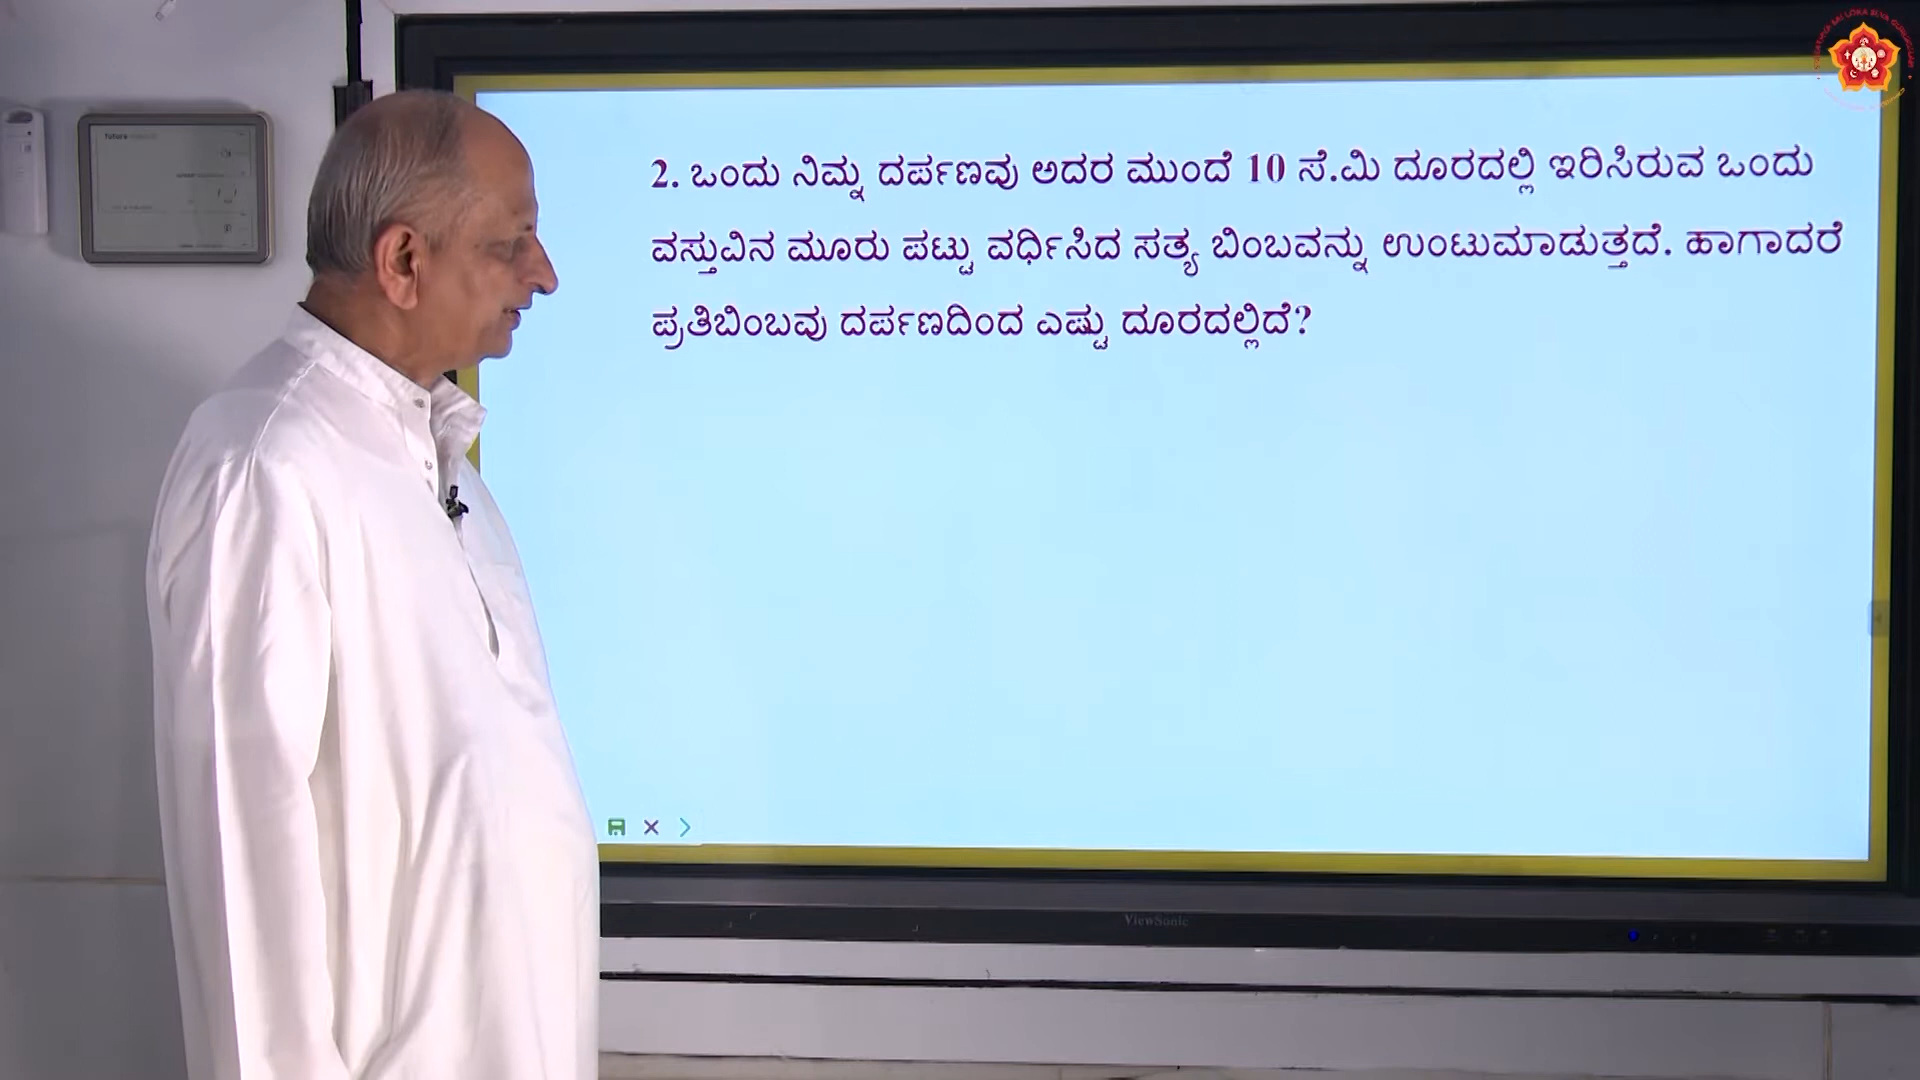 2. ಒಂದು ನಿಮ್ನ ದರ್ಪಣವು ಅದರ ಮುಂದೆ 10 ಸೆ.ಮಿ ದೂರದಲ್ಲಿ ಇರಿಸಿರುವ ಒಂದು
ವಸ್ತುವಿನ ಮೂರು ಪಟ್ಟು ವರ್ಧಿಸಿದ ಸತ್ಯ ಬಿಂಬವನ್ನು ಉಂಟುಮಾಡುತ್ತದೆ. ಹಾಗಾದರೆ
ಪ್ರತಿಬಿಂಬವು ದರ್ಪಣದಿಂದ ಎಷ್ಟು ದೂರದಲ್ಲಿದೆ?
ViewSonic